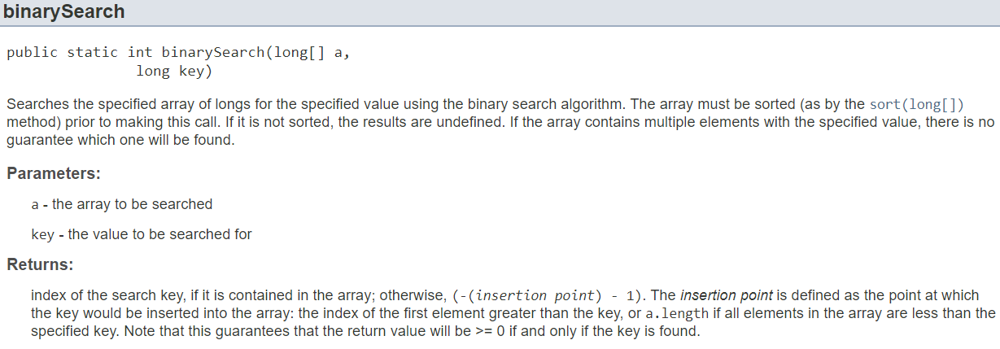 binarySearch
public static int binarySearch(long[] a,
long key)
Searches the specified array of longs for the specified value using the binary search algorithm. The array must be sorted (as by the sort(long[])
method) prior to making this call. If it is not sorted, the results are undefined. If the array contains multiple elements with the specified value, there is no
guarantee which one will be found.
Parameters:
a - the array to be searched
key - the value to be searched for
Returns:
index of the search key, if it is contained in the array; otherwise, (-(insertion point) - 1). The insertion point is defined as the point at which
the key would be inserted into the array: the index of the first element greater than the key, or a.length if all elements in the array are less than the
specified key. Note that this guarantees that the return value will be >= 0 if and only if the key is found.